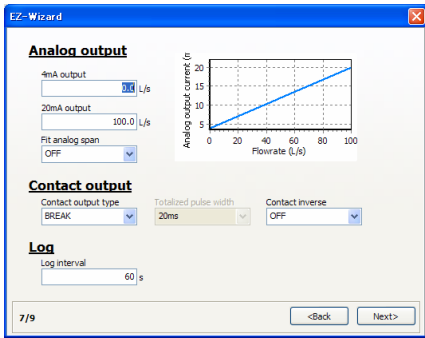 EZ-Wizard
Analog output
4mA output
0.0 L/s
20mA output
100.0 L/s
Fit analog span
OFF
Analog output current (m
20
15
10
5
0 20 40 60 80 100
Flowrate (L/s)
Contact output
Contact output type Totalized pulse width Contact inverse
BREAK 20ms OFF
Log
Log interval
60 s
7/9 <Back Next>